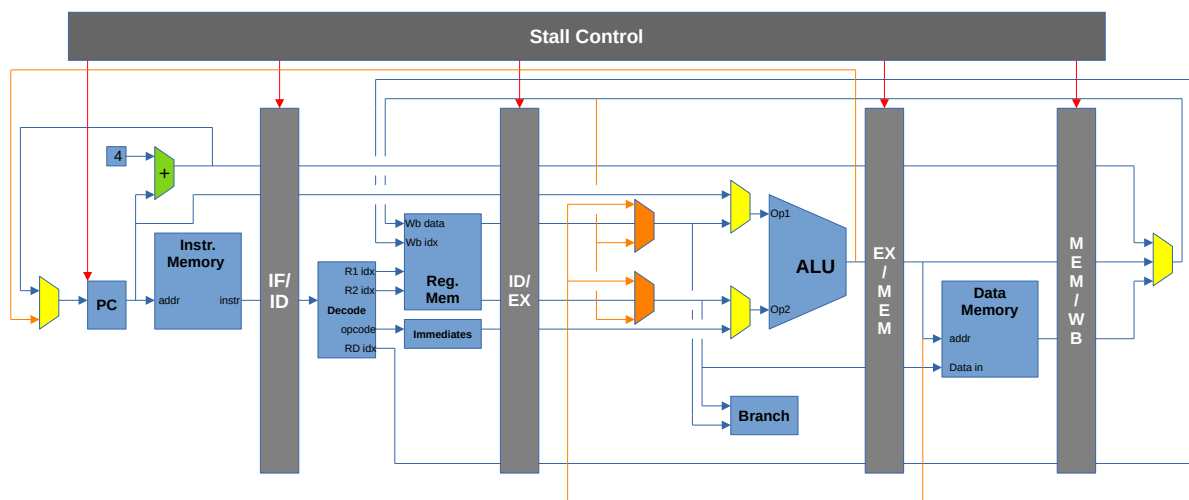 Stall Control
4
+
Instr.
Memory
addr
instr
PC
IF/
ID
Decode
R1 idx
R2 idx
opcode
RD idx
Wb data
Wb idx
Reg.
Mem
Immediates
ID/
EX
Op1
Op2
ALU
Branch
EX
/
M
E
M
Data
Memory
addr
Data in
M
E
M
/
W
B